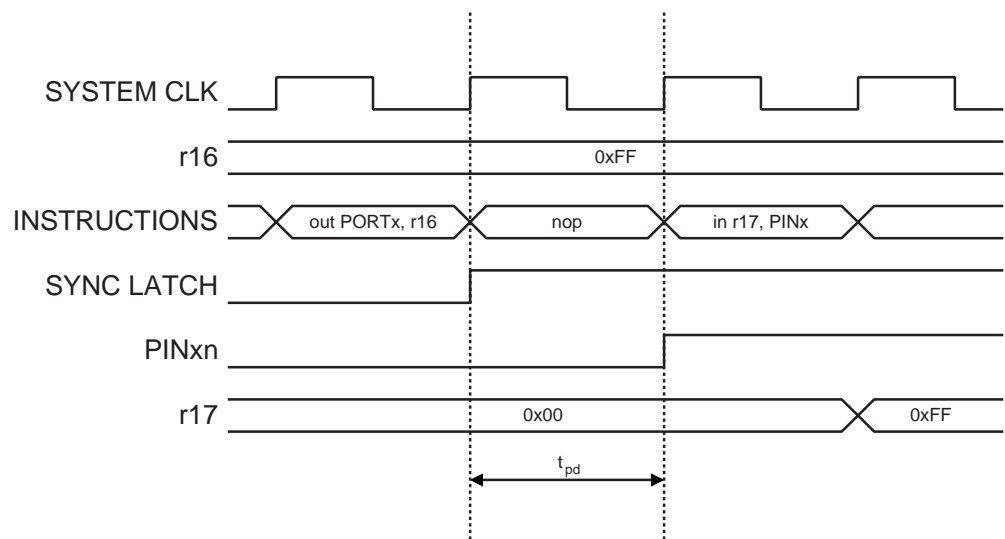 SYSTEM CLK
r16
0xFF
INSTRUCTIONS
out PORTx, r16
nop
in r17, PINx
SYNC LATCH
PINxn
r17
0x00
0xFF
tpd